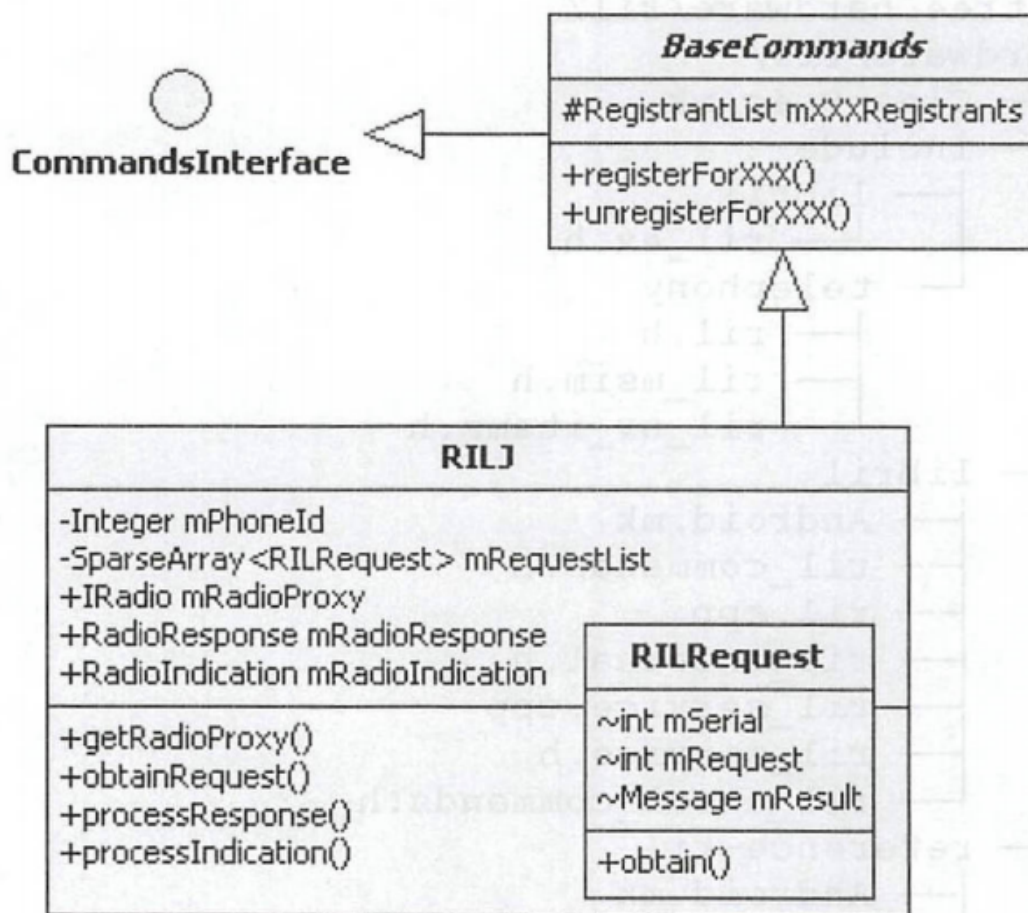 BaseCommands
#RegistrantList mXXXRegistrants
+registerForXXX()
+unregisterForXXX()
CommandsInterface
RILJ
-Integer mPhoneId
-SparseArray<RILRequest> mRequestList
+IRadio mRadioProxy
+RadioResponse mRadioResponse
+RadioIndication mRadioIndication
+getRadioProxy()
+obtainRequest()
+processResponse()
+processIndication()
RILRequest
~int mSerial
~int mRequest
~Message mResult
+obtain()